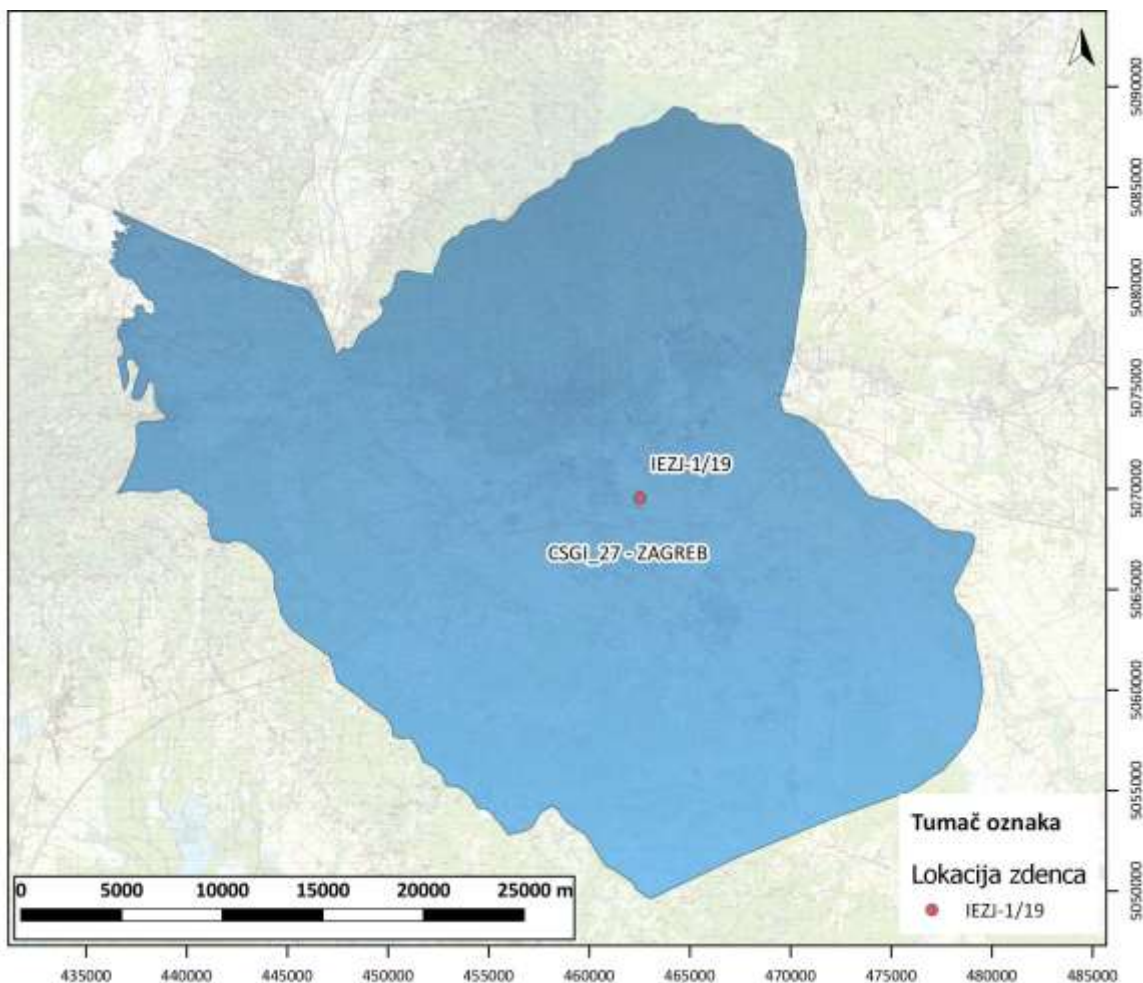 IEZJ-1/19
CSGI_27 - ZAGREB
Tumač oznaka
Lokacija zdenca
IEZJ-1/19
0 5000 10000 15000 20000 25000 m
435000 440000 445000 450000 455000 460000 465000 470000 475000 480000 485000
5090000
5085000
5080000
5075000
5070000
5065000
5060000
5055000
5050000